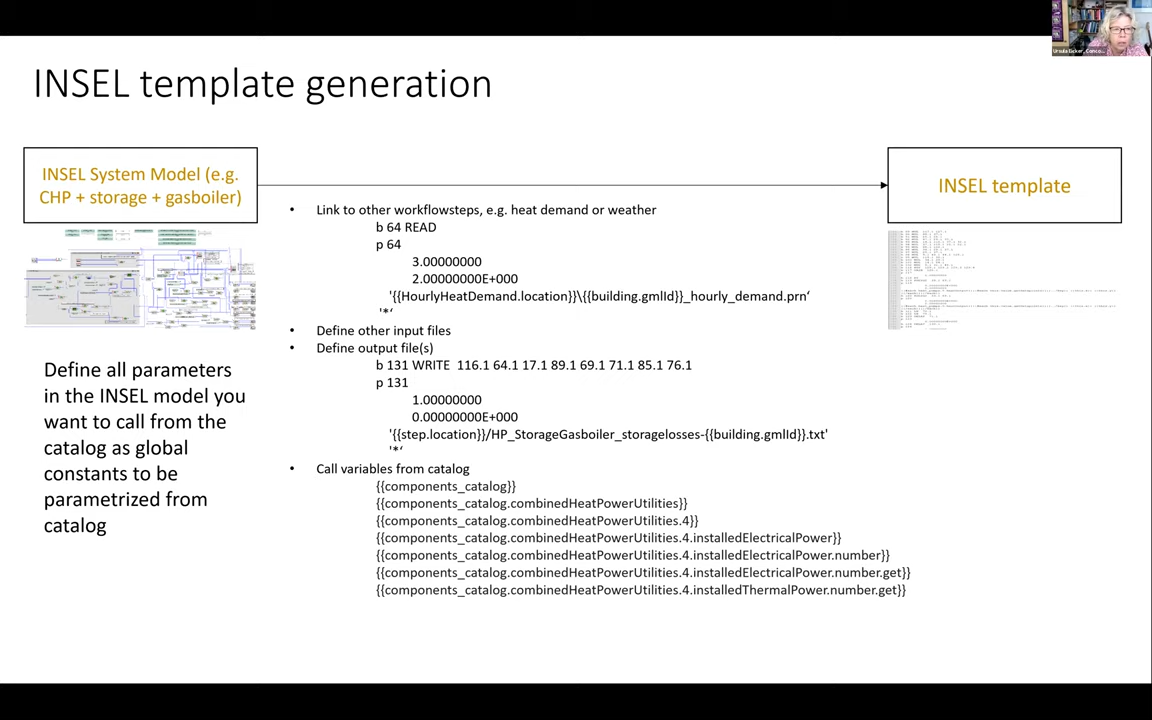 Ursula Eicker, Conco...
INSEL template generation
INSEL System Model (e.g.
CHP + storage + gasboiler)
INSEL template
• Link to other workflowsteps, e.g. heat demand or weather
b 64 READ
p 64
3.00000000
2.00000000E+000
'{{HourlyHeatDemand.location}}\{{building.gmlId}}_hourly_demand.prn‘
'*‘
• Define other input files
• Define output file(s)
b 131 WRITE 116.1 64.1 17.1 89.1 69.1 71.1 85.1 76.1
p 131
1.00000000
0.00000000E+000
'{{step.location}}/HP_StorageGasboiler_storagelosses-{{building.gmlId}}.txt'
'*‘
• Call variables from catalog
{{components_catalog}}
{{components_catalog.combinedHeatPowerUtilities}}
{{components_catalog.combinedHeatPowerUtilities.4}}
{{components_catalog.combinedHeatPowerUtilities.4.installedElectricalPower}}
{{components_catalog.combinedHeatPowerUtilities.4.installedElectricalPower.number}}
{{components_catalog.combinedHeatPowerUtilities.4.installedElectricalPower.number.get}}
{{components_catalog.combinedHeatPowerUtilities.4.installedThermalPower.number.get}}
Define all parameters
in the INSEL model you
want to call from the
catalog as global
constants to be
parametrized from
catalog